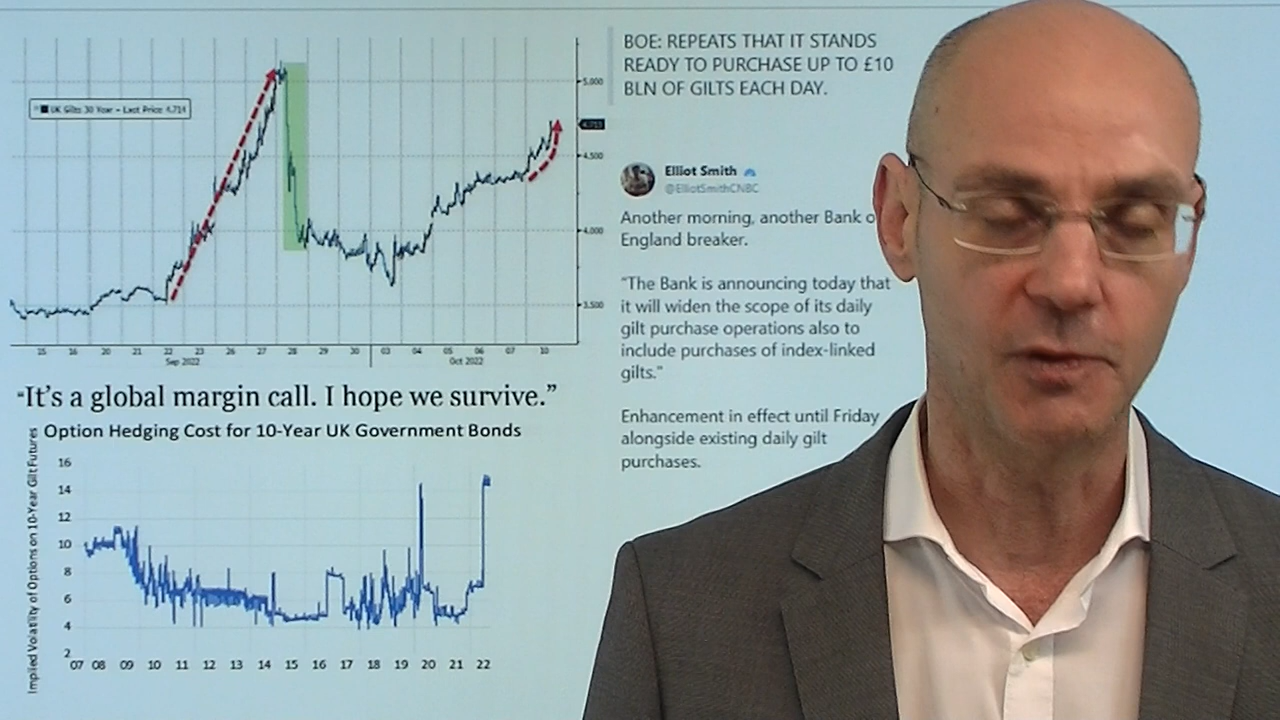 UK Gilts 30 Year - Last Price 4.714
5.000
4.715
4.500
4.000
3.500
15 16 20 21 22 23 26 27 28 29 30 03 04 05 06 07 10
Sep 2022 Oct 2022
“It’s a global margin call. I hope we survive.”
Option Hedging Cost for 10-Year UK Government Bonds
Implied Volatility of Options on 10-Year Gilt Futures
16
14
12
10
8
6
4
2
07 08 09 10 11 12 13 14 15 16 17 18 19 20 21 22
BOE: REPEATS THAT IT STANDS
READY TO PURCHASE UP TO £10
BLN OF GILTS EACH DAY.
Elliot Smith
@ElliotSmithCNBC
Another morning, another Bank o
England breaker.
“The Bank is announcing today that
it will widen the scope of its daily
gilt purchase operations also to
include purchases of index-linked
gilts.”
Enhancement in effect until Friday
alongside existing daily gilt
purchases.